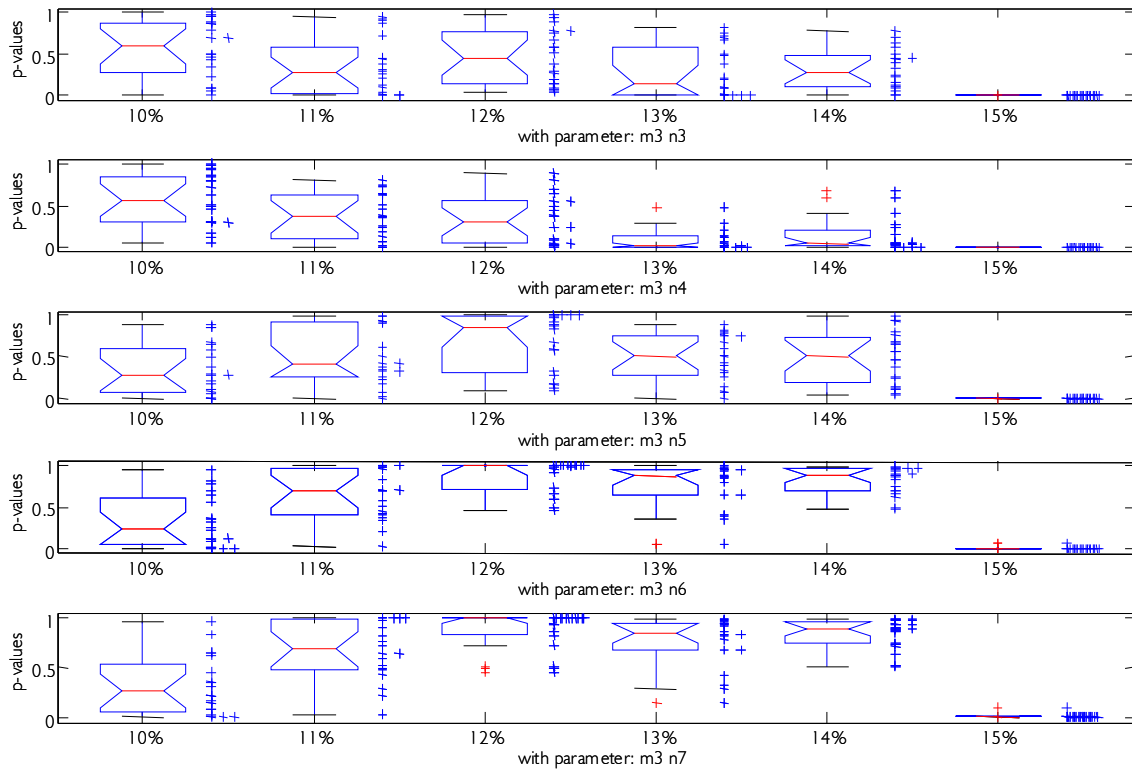 1
0.5
0
p-values
10% 11% 12% 13% 14% 15%
with parameter: m3 n3
1
0.5
0
p-values
10% 11% 12% 13% 14% 15%
with parameter: m3 n4
1
0.5
0
p-values
10% 11% 12% 13% 14% 15%
with parameter: m3 n5
1
0.5
0
p-values
10% 11% 12% 13% 14% 15%
with parameter: m3 n6
1
0.5
0
p-values
10% 11% 12% 13% 14% 15%
with parameter: m3 n7